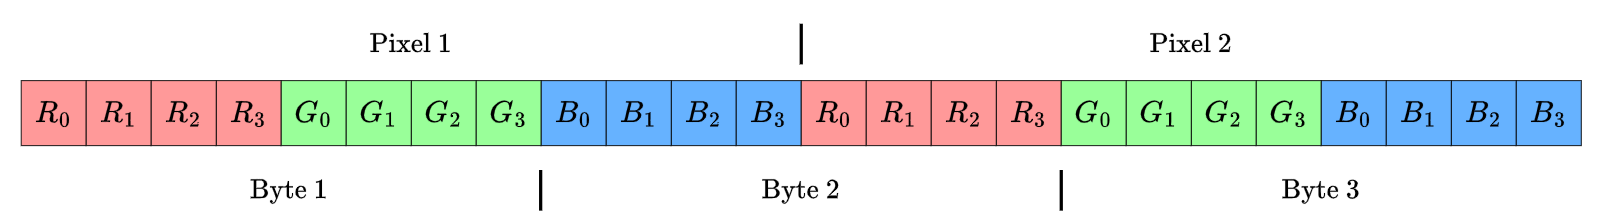 Pixel 1 Pixel 2
R₀ R₁ R₂ R₃ G₀ G₁ G₂ G₃ B₀ B₁ B₂ B₃ R₀ R₁ R₂ R₃ G₀ G₁ G₂ G₃ B₀ B₁ B₂ B₃
Byte 1 Byte 2 Byte 3